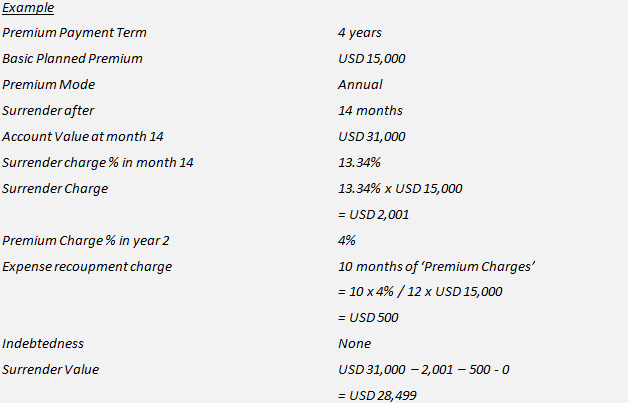 Example
Premium Payment Term 4 years
Basic Planned Premium USD 15,000
Premium Mode Annual
Surrender after 14 months
Account Value at month 14 USD 31,000
Surrender charge % in month 14 13.34%
Surrender Charge 13.34% x USD 15,000
= USD 2,001
Premium Charge % in year 2 4%
Expense recoupment charge 10 months of ‘Premium Charges’
= 10 x 4% / 12 x USD 15,000
= USD 500
Indebtedness None
Surrender Value USD 31,000 – 2,001 – 500 - 0
= USD 28,499